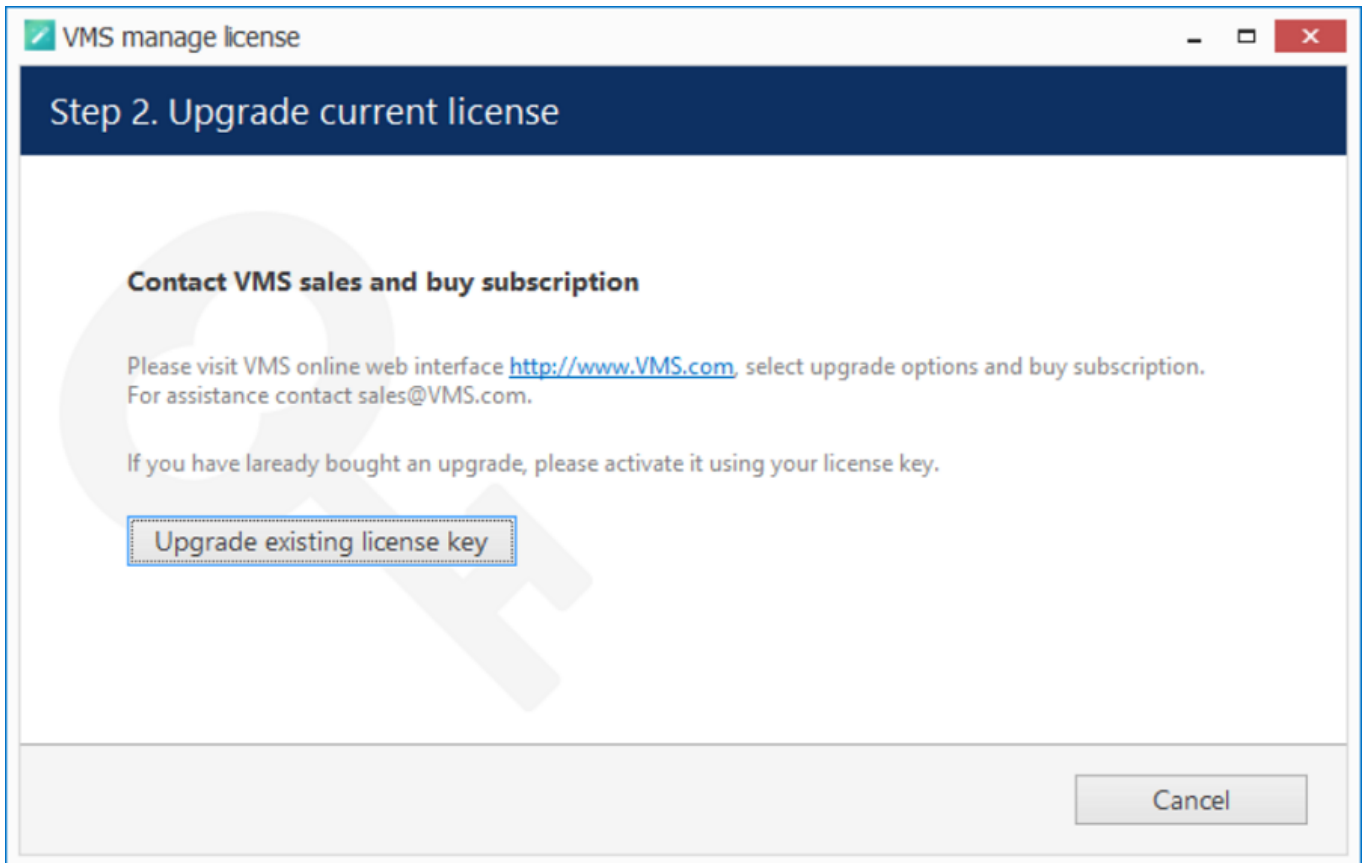 VMS manage license
Step 2. Upgrade current license
Contact VMS sales and buy subscription
Please visit VMS online web interface http://www.VMS.com, select upgrade options and buy subscription.
For assistance contact sales@VMS.com.
If you have laready bought an upgrade, please activate it using your license key.
Upgrade existing license key
Cancel